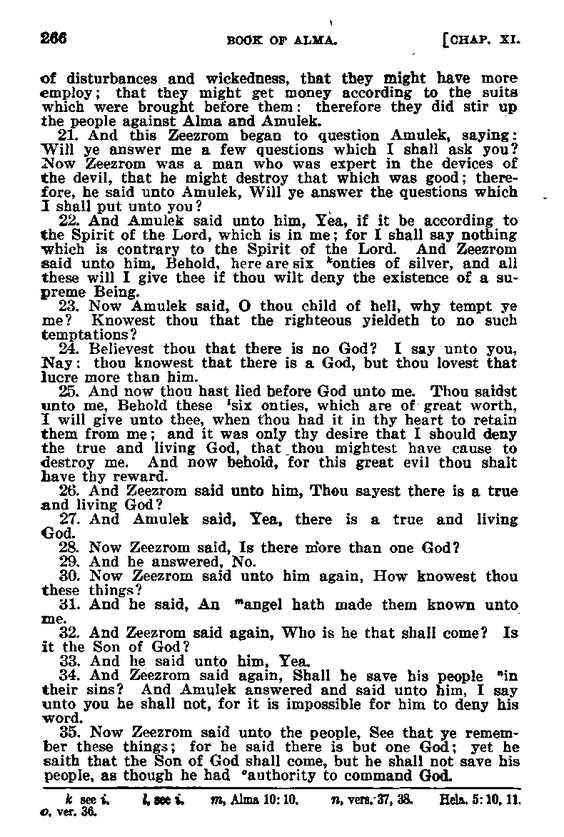 266 BOOK OF ALMA. [CHAP. XI.
of disturbances and wickedness, that they might have more
employ; that they might get money according to the suits
which were brought before them: therefore they did stir up
the people against Alma and Amulek.
21. And this Zeezrom began to question Amulek, saying:
Will ye answer me a few questions which I shall ask you?
Now Zeezrom was a man who was expert in the devices of
the devil, that he might destroy that which was good; there-
fore, he said unto Amulek, Will ye answer the questions which
I shall put unto you?
22. And Amulek said unto him, Yea, if it be according to
the Spirit of the Lord, which is in me; for I shall say nothing
which is contrary to the Spirit of the Lord. And Zeezrom
said unto him, Behold, here are six ᵏonties of silver, and all
these will I give thee if thou wilt deny the existence of a su-
preme Being.
23. Now Amulek said, O thou child of hell, why tempt ye
me? Knowest thou that the righteous yieldeth to no such
temptations?
24. Believest thou that there is no God? I say unto you,
Nay: thou knowest that there is a God, but thou lovest that
lucre more than him.
25. And now thou hast lied before God unto me. Thou saidst
unto me, Behold these ˡsix onties, which are of great worth,
I will give unto thee, when thou had it in thy heart to retain
them from me; and it was only thy desire that I should deny
the true and living God, that thou mightest have cause to
destroy me. And now behold, for this great evil thou shalt
have thy reward.
26. And Zeezrom said unto him, Thou sayest there is a true
and living God?
27. And Amulek said, Yea, there is a true and living
God.
28. Now Zeezrom said, Is there more than one God?
29. And he answered, No.
30. Now Zeezrom said unto him again, How knowest thou
these things?
31. And he said, An ᵐangel hath made them known unto
me.
32. And Zeezrom said again, Who is he that shall come? Is
it the Son of God?
33. And he said unto him, Yea.
34. And Zeezrom said again, Shall he save his people ⁿin
their sins? And Amulek answered and said unto him, I say
unto you he shall not, for it is impossible for him to deny his
word.
35. Now Zeezrom said unto the people, See that ye remem-
ber these things; for he said there is but one God; yet he
saith that the Son of God shall come, but he shall not save his
people, as though he had ᵒauthority to command God.
k see i. l, see i. m, Alma 10: 10. n, vers. 37, 38. Hela. 5: 10, 11.
o, ver. 36.